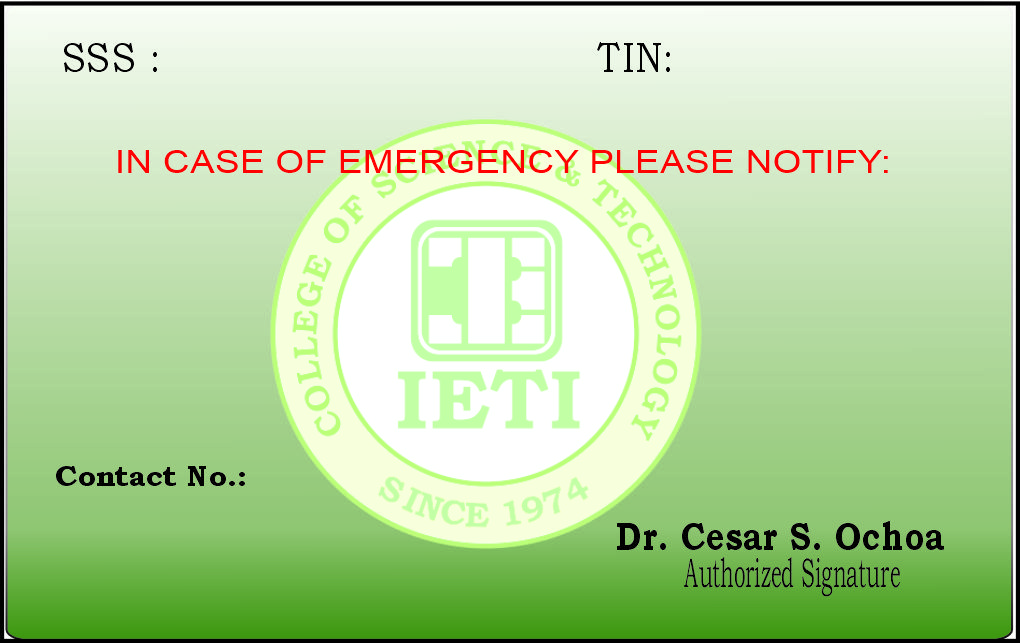 SSS :
TIN:
IN CASE OF EMERGENCY PLEASE NOTIFY:
COLLEGE OF SCIENCE & TECHNOLOGY
IETI
SINCE 1974
Contact No.:
Dr. Cesar S. Ochoa
Authorized Signature